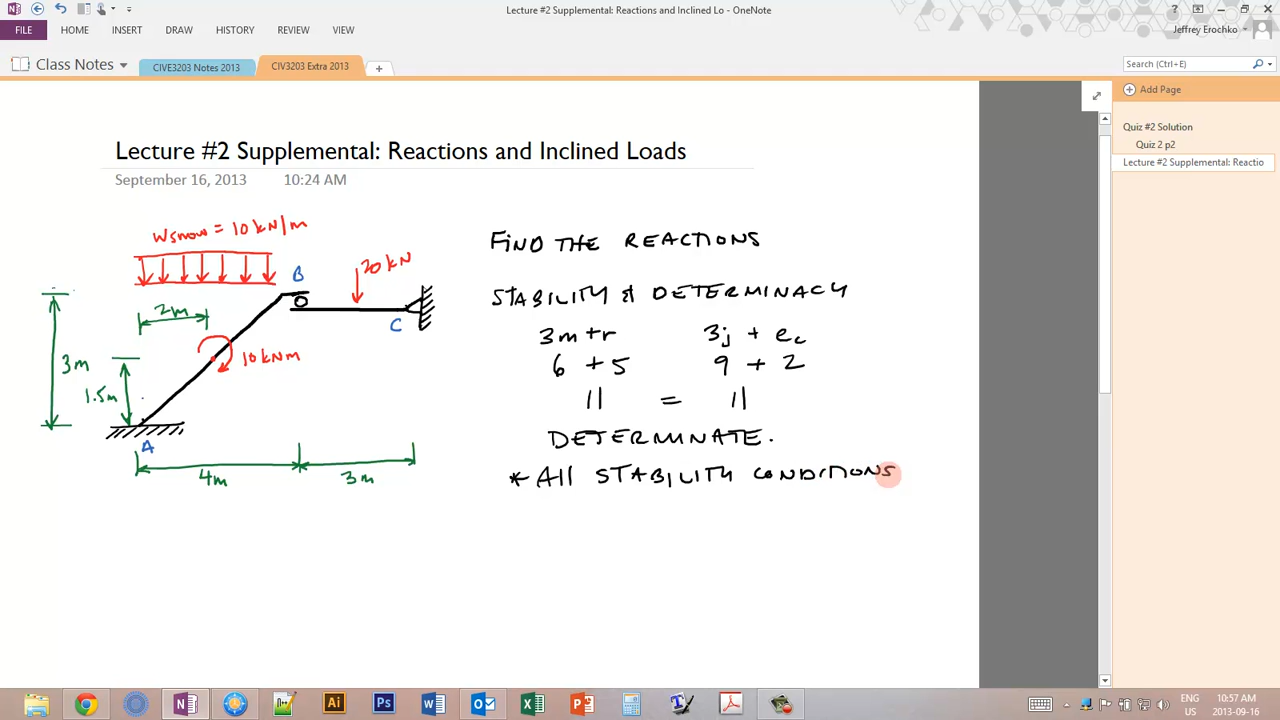 Lecture #2 Supplemental: Reactions and Inclined Lo - OneNote
?
FILE
HOME
INSERT
DRAW
HISTORY
REVIEW
VIEW
Jeffrey Erochko
Class Notes
CIVE3203 Notes 2013
CIV3203 Extra 2013
+
Search (Ctrl+E)
Add Page
Quiz #2 Solution
Quiz 2 p2
Lecture #2 Supplemental: Reactio
Lecture #2 Supplemental: Reactions and Inclined Loads
September 16, 2013 10:24 AM
Wsnow = 10 kN/m
B
20 kN
2m
C
3m
10 kNm
1.5m
A
4m
3m
FIND THE REACTIONS
STABILITY & DETERMINACY
3m + r 3j + ec
6 + 5 9 + 2
11 = 11
DETERMINATE.
* All STABILITY CONDITIONS
Ai
Ps
ENG
US
10:57 AM
2013-09-16